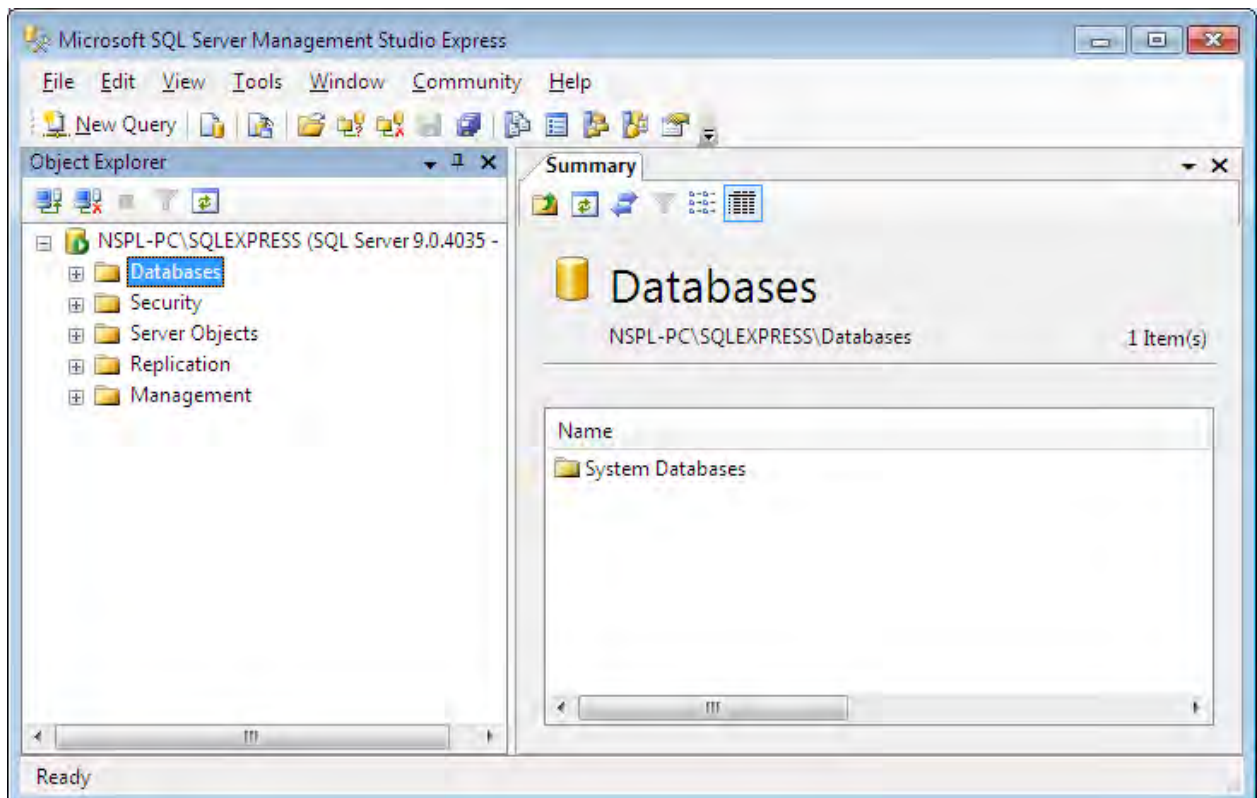 Microsoft SQL Server Management Studio Express
File Edit View Tools Window Community Help
New Query
Object Explorer
NSPL-PC\SQLEXPRESS (SQL Server 9.0.4035 -
Databases
Security
Server Objects
Replication
Management
Summary
Databases
NSPL-PC\SQLEXPRESS\Databases 1 Item(s)
Name
System Databases
Ready